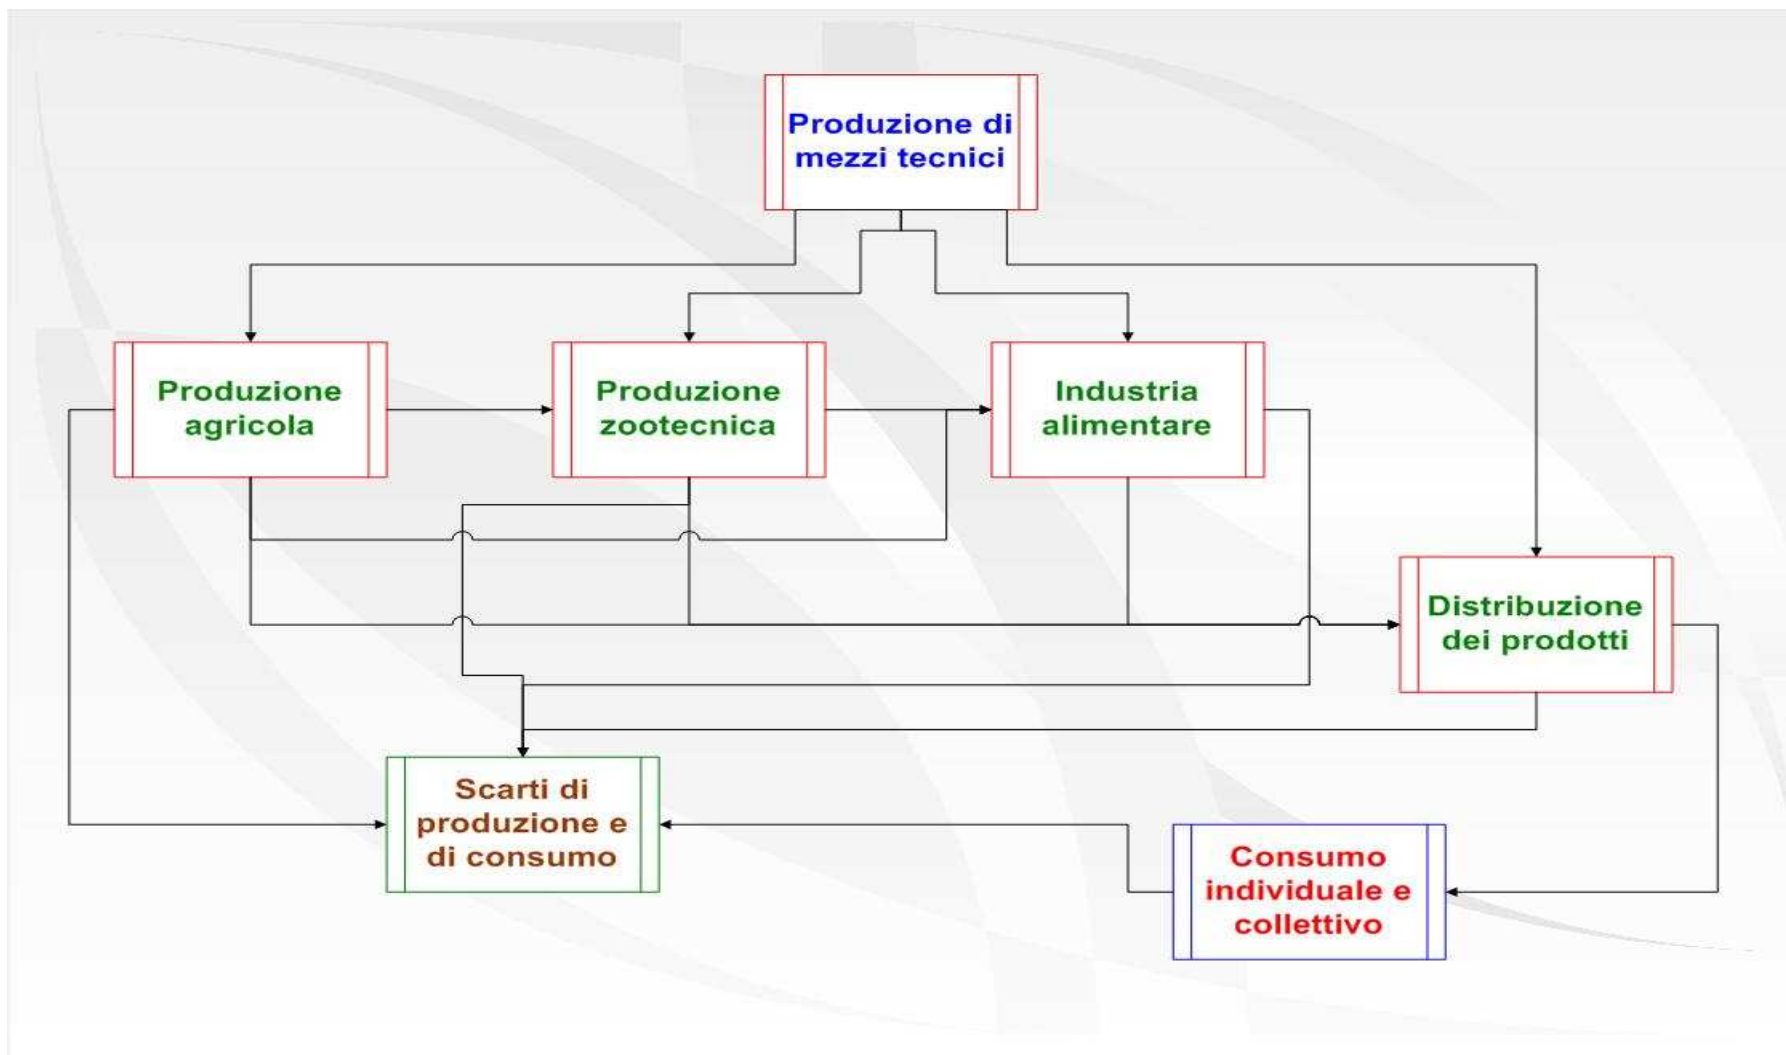 Produzione di
mezzi tecnici
Produzione
agricola
Produzione
zootecnica
Industria
alimentare
Distribuzione
dei prodotti
Scarti di
produzione e
di consumo
Consumo
individuale e
collettivo